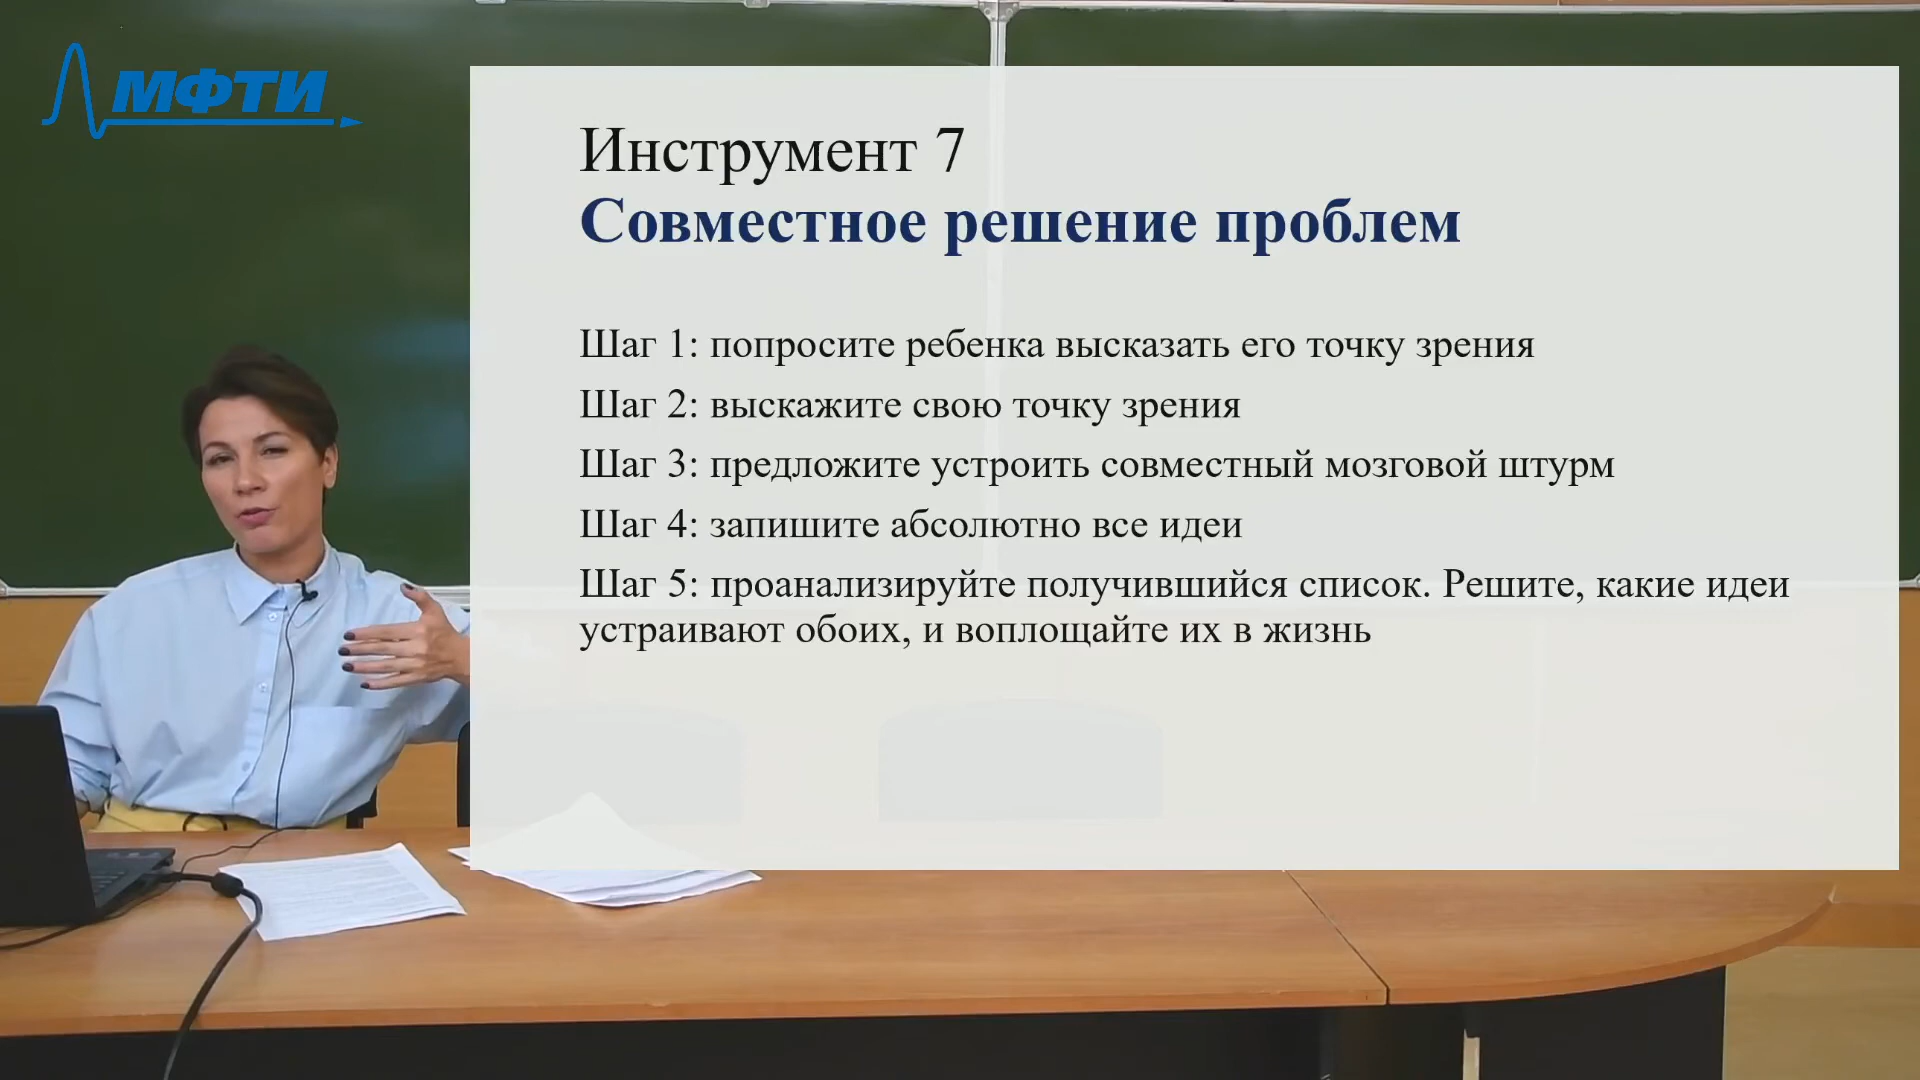 МФТИ
Инструмент 7
Совместное решение проблем
Шаг 1: попросите ребенка высказать его точку зрения
Шаг 2: выскажите свою точку зрения
Шаг 3: предложите устроить совместный мозговой штурм
Шаг 4: запишите абсолютно все идеи
Шаг 5: проанализируйте получившийся список. Решите, какие идеи
устраивают обоих, и воплощайте их в жизнь